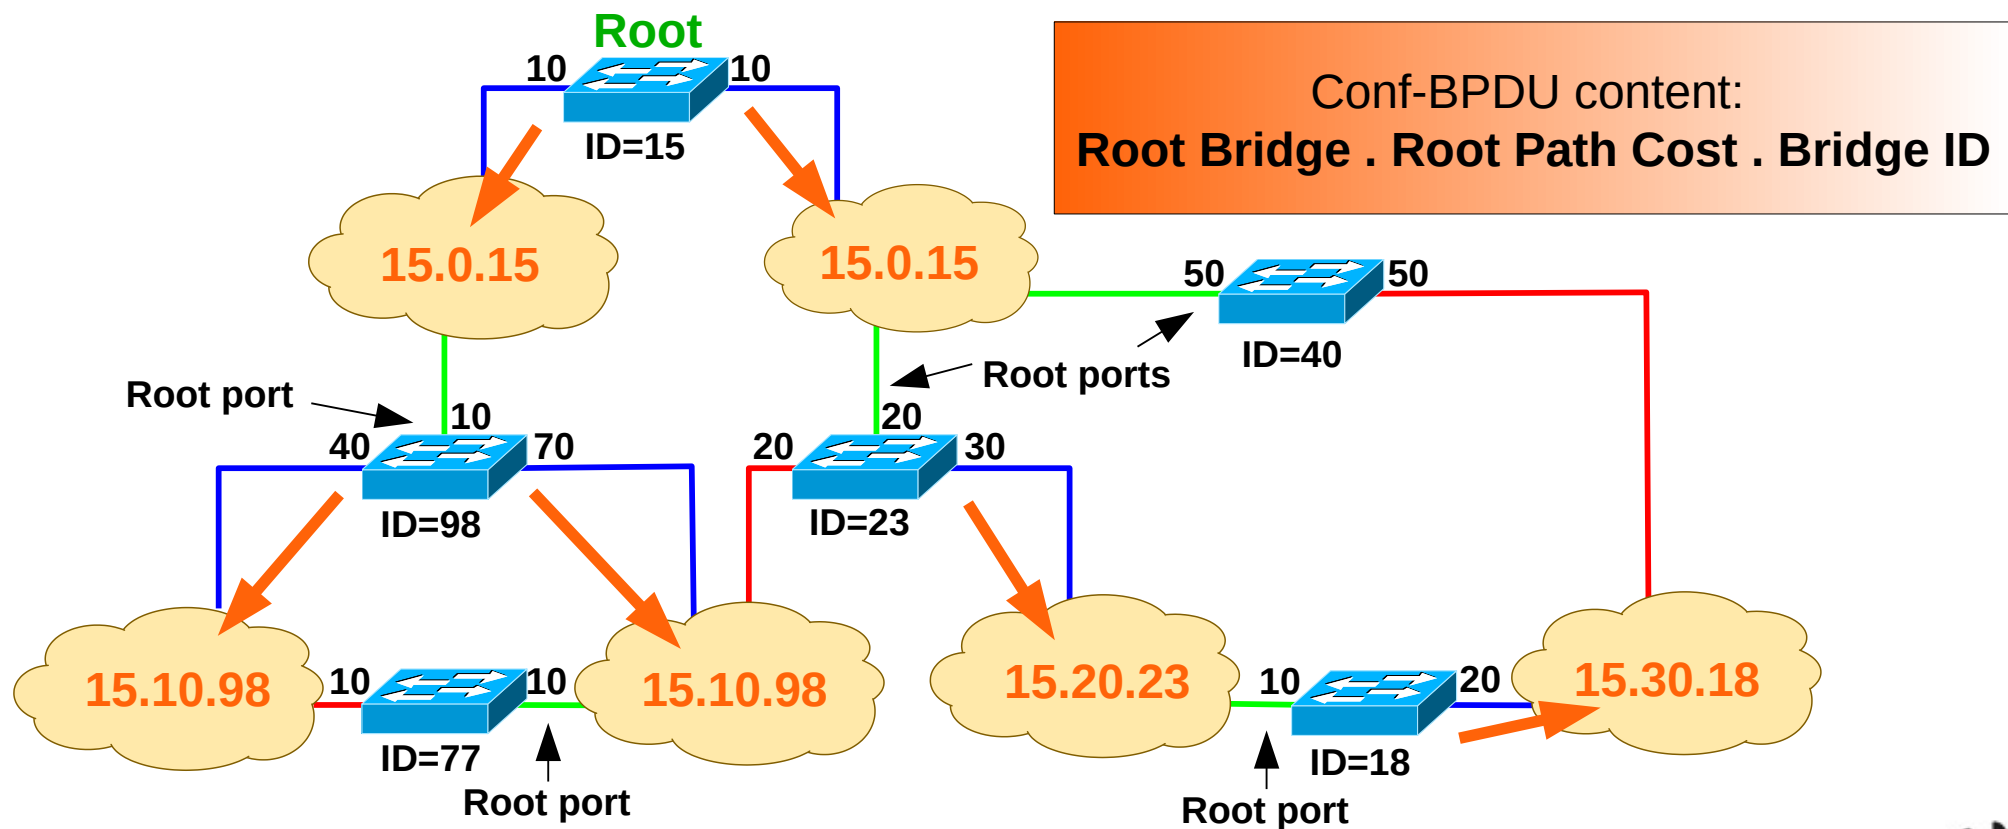 Root
10 10
ID=15
Conf-BPDU content:
Root Bridge . Root Path Cost . Bridge ID
15.0.15 15.0.15
50 50
ID=40
Root port
Root ports
10
40 70
ID=98
20
20 30
ID=23
15.10.98
10 10
ID=77
Root port
15.10.98
15.20.23
10 20
ID=18
Root port
15.30.18